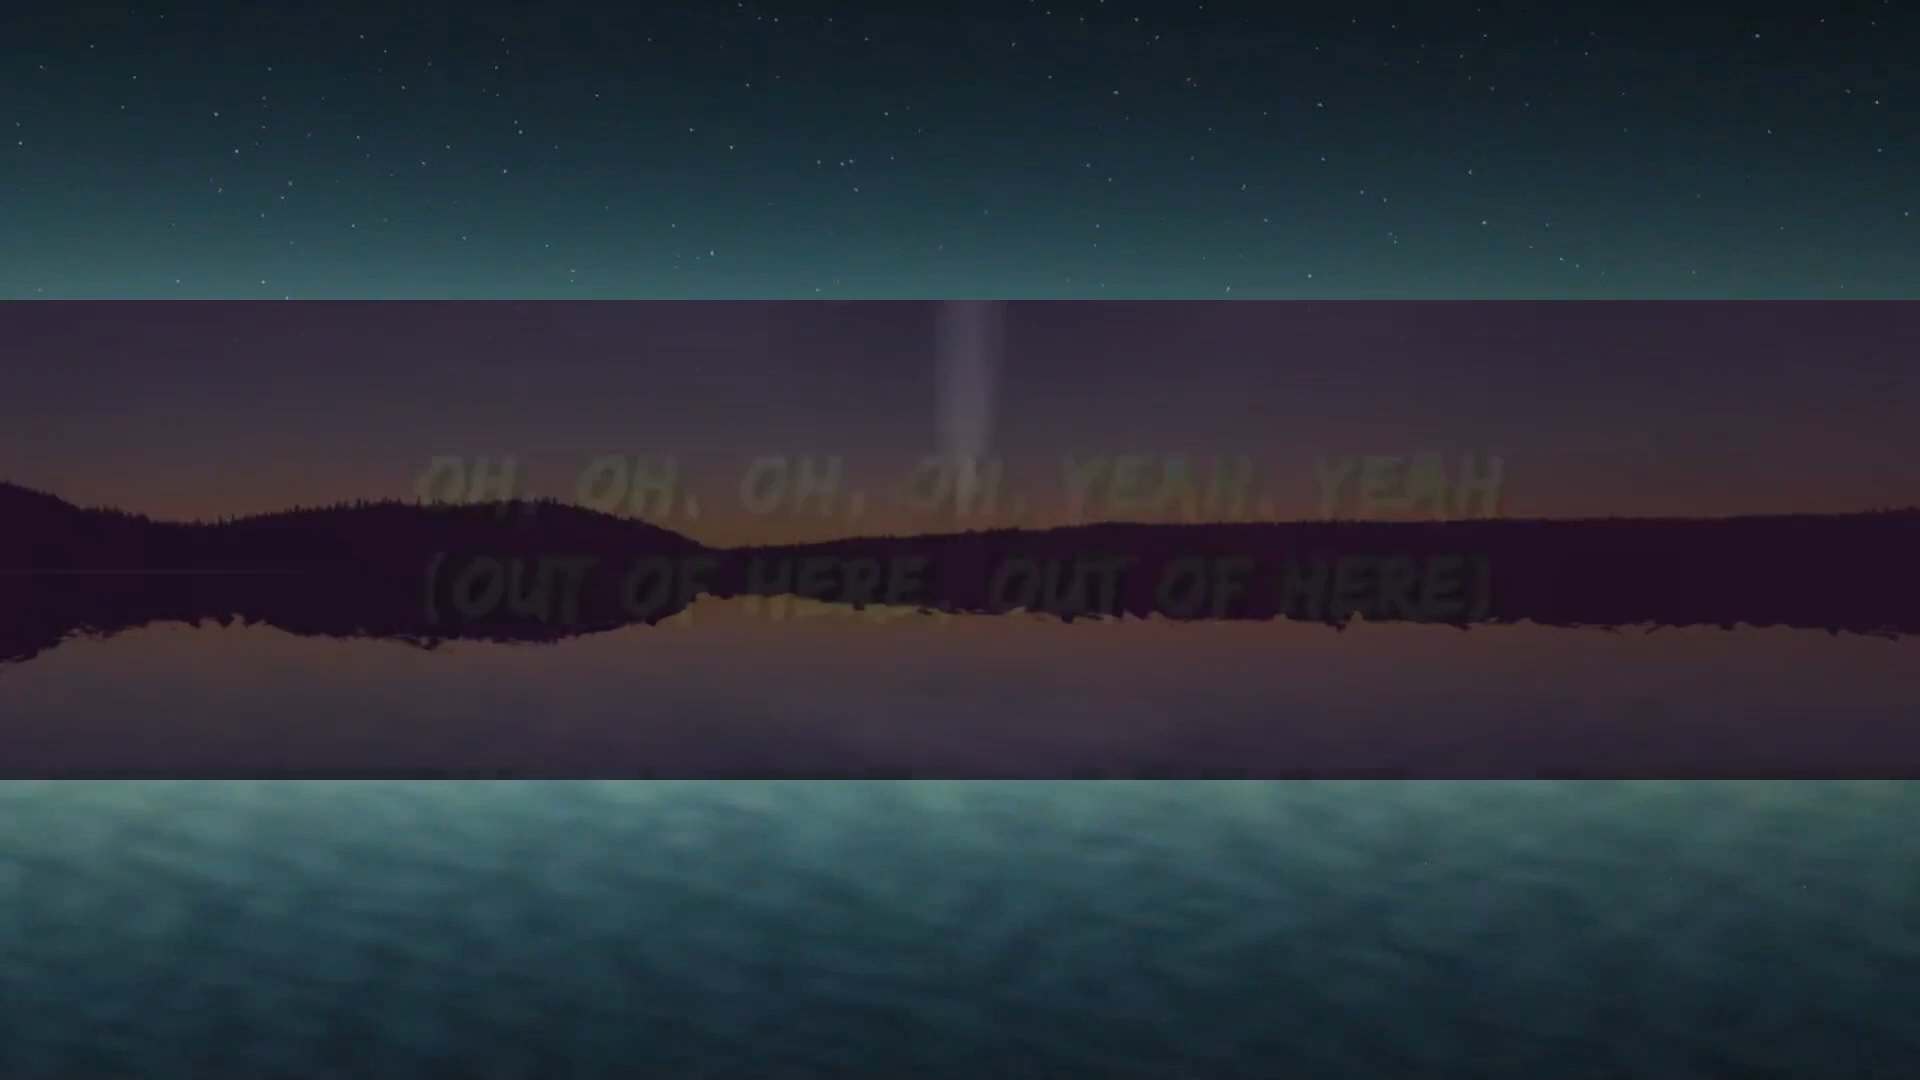 OH, OH, OH, OH, YEAH, YEAH
(OUT OF HERE, OUT OF HERE)